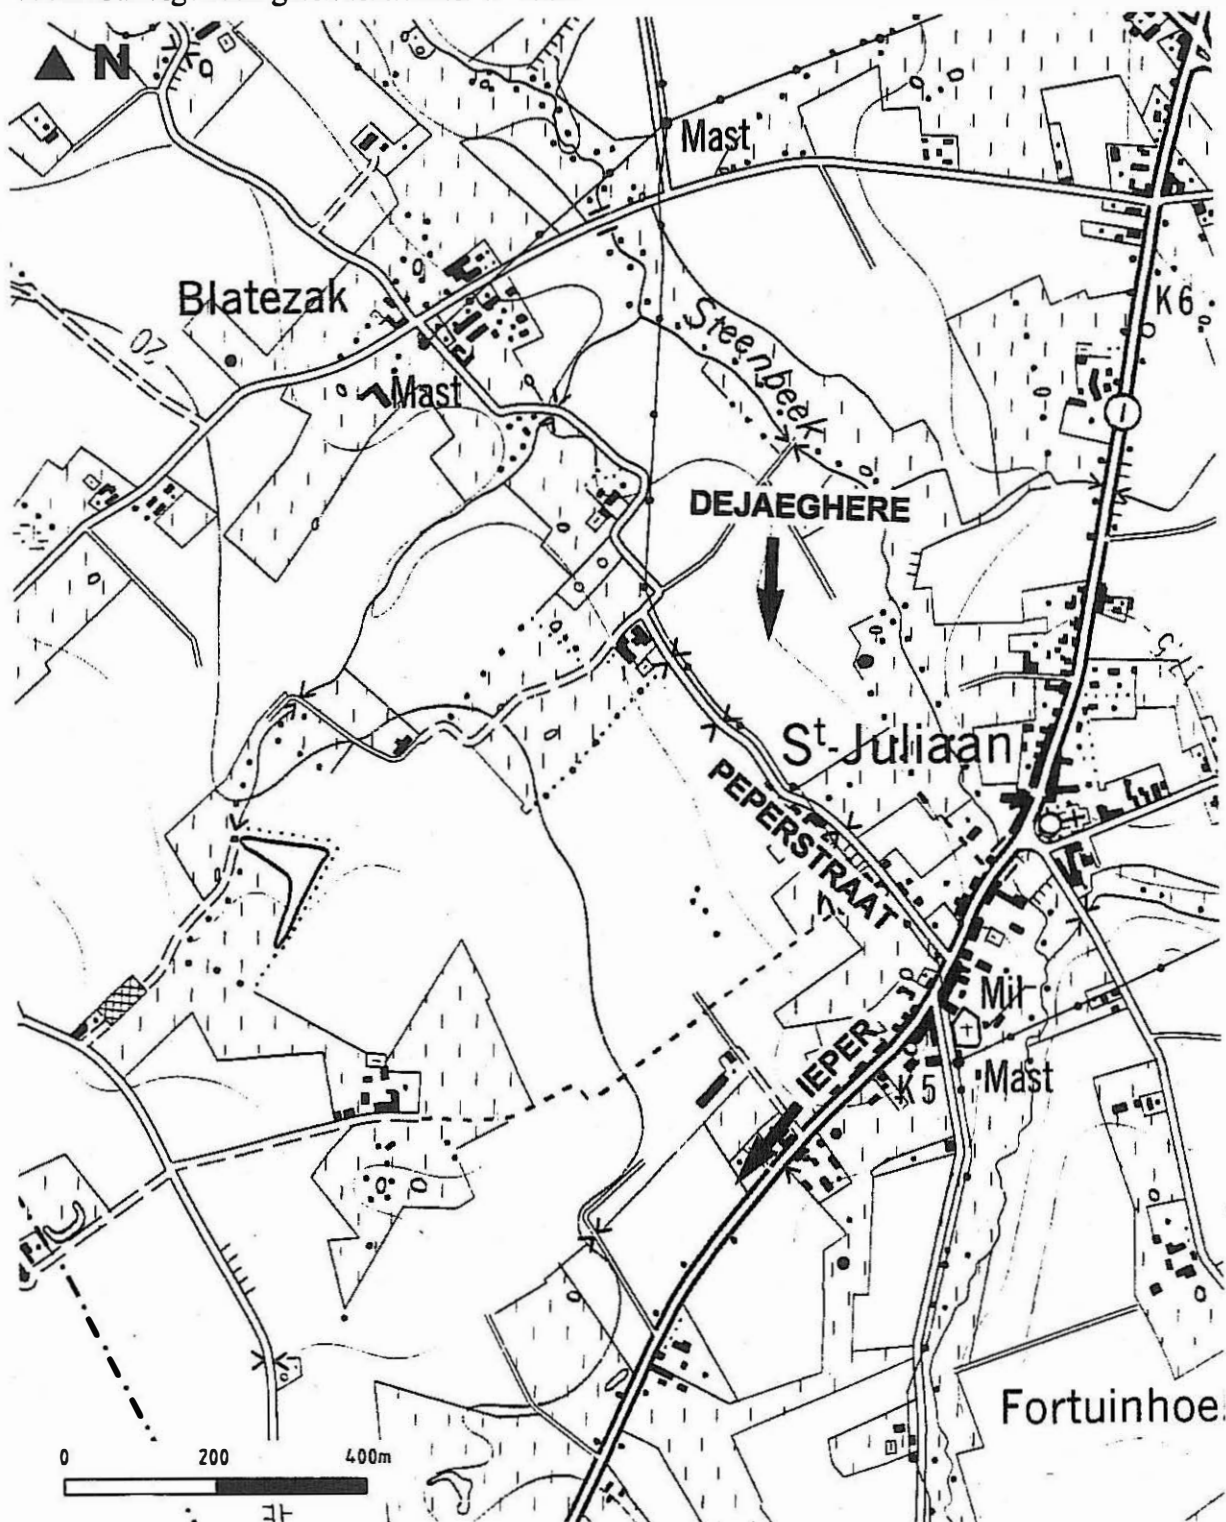 N
Mast
Blatezak
K6
20
Steenbeek
Mast
DEJAEGHERE
St-Juliaan
PEPERSTRAAT
Mil
IEPER
K5
Mast
Fortuinhoe
0 200 400m